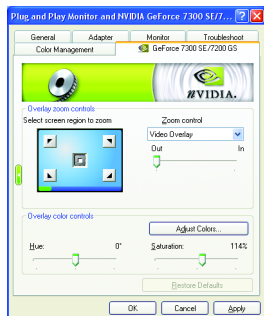 Plug and Play Monitor and NVIDIA GeForce 7300 SE/7...
General Adapter Monitor Troubleshoot
Color Management GeForce 7300 SE/7200 GS
NVIDIA.
Overlay zoom controls
Select screen region to zoom
Zoom control
Video Overlay
Out In
Overlay color controls
Adjust Colors...
Hue: 0° Saturation: 114%
Restore Defaults
OK Cancel Apply